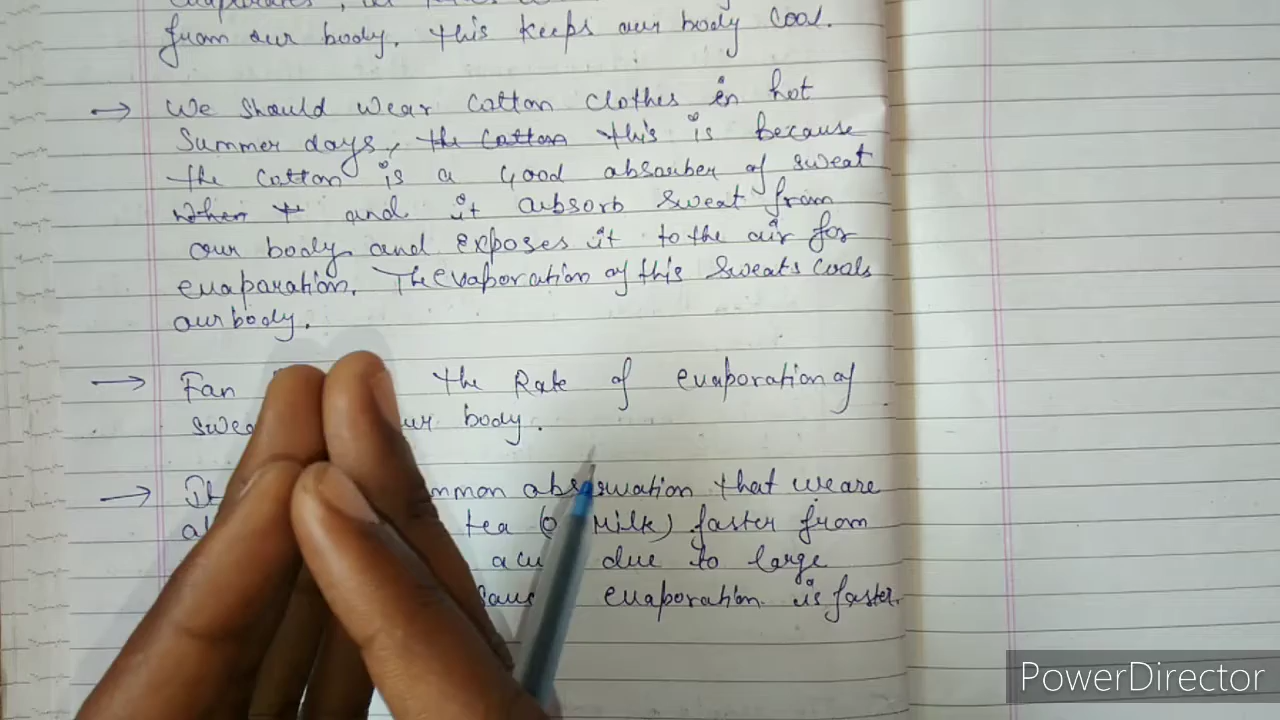 from our body. This keeps our body cool.
→ We should wear cotton clothes in hot
summer days, the cotton this is because
the cotton is a good absorber of sweat
when and it absorb sweat from
our body and exposes it to the air for
evaporation. The evaporation of this sweats cools
our body.
→ Fan the Rate of evaporation of
our body.
→ observation that we are
tea Milk) faster from
due to large
evaporation is faster.
PowerDirector